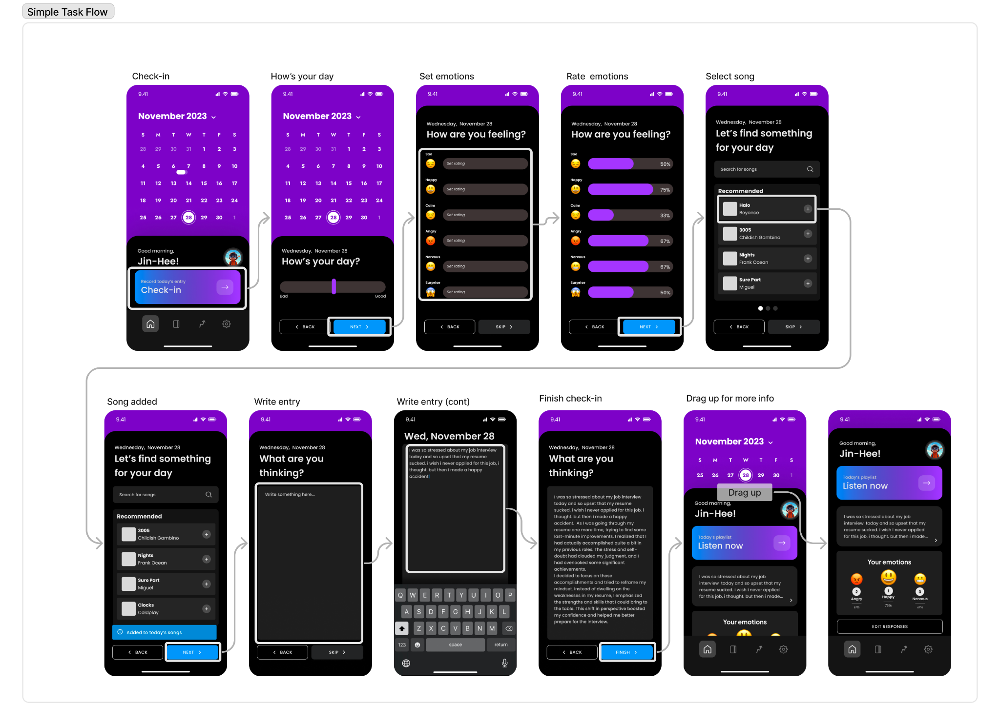 Simple Task Flow
Check-in
9.41
November 2023
S M T W T F S
28 29 30 31 1 2 3
4 5 6 7 8 9 10
11 12 13 14 15 16 17
18 19 20 21 22 23 24
25 26 27 28 29 30 1
Good morning,
Jin-Hee!
Record today's entry
Check-in
How's your day
9.41
November 2023
S M T W T F S
28 29 30 31 1 2 3
4 5 6 7 8 9 10
11 12 13 14 15 16 17
18 19 20 21 22 23 24
25 26 27 28 29 30 1
Wednesday, November 28
How's your day?
Bad Good
BACK NEXT
Set emotions
9.41
Wednesday, November 28
How are you feeling?
Sad
Set rating
Happy
Set rating
Calm
Set rating
Angry
Set rating
Nervous
Set rating
Surprise
Set rating
BACK SKIP
Rate emotions
9.41
Wednesday, November 28
How are you feeling?
Sad
50%
Happy
75%
Calm
33%
Angry
67%
Nervous
67%
Surprise
50%
BACK NEXT
Select song
9.41
Wednesday, November 28
Let's find something
for your day
Search for songs
Recommended
Halo
Beyonce
3005
Childish Gambino
Nights
Frank Ocean
Sure Part
Miguel
BACK SKIP
Song added
9.41
Wednesday, November 28
Let's find something
for your day
Search for songs
Recommended
3005
Childish Gambino
Nights
Frank Ocean
Sure Part
Miguel
Clocks
Coldplay
Added to today's songs
BACK NEXT
Write entry
9.41
Wednesday, November 28
What are you
thinking?
Write something here...
BACK SKIP
Write entry (cont)
9.41
Wed, November 28
I was so stressed about my job interview
today and so upset that my resume
sucked. i wish i never applied for this job, i
thought. but then i made a happy
accident
Q W E R T Y U I O P
A S D F G H J K L
Z X C V B N M
123 space return
Finish check-in
9.41
Wednesday, November 28
What are you
thinking?
I was so stressed about my job interview
today and so upset that my resume
sucked. i wish i never applied for this job, i
thought. but then i made a happy
accident. As I was going through my
resume one more time, trying to find some
last-minute improvements, I realized that I
had actually accomplished quite a bit in
my previous roles. The stress and self-
doubt had clouded my judgment, and I
had overlooked some significant
achievements.
I decided to focus on those
accomplishments and tried to reframe my
mindset. Instead of dwelling on the
weaknesses in my resume, I emphasized
the strengths and skills that I could bring to
the table. This shift in perspective boosted
my confidence and helped me better
prepare for the interview.
BACK FINISH
Drag up for more info
9.41
November 2023
S M T W T F S
25 26 27 28 29 30 1
Drag up
Good morning,
Jin-Hee!
Today's playlist
Listen now
I was so stressed about my job
interview today and so upset that my
resume sucked. i wish i never applied
for this job, i thought. but then i made...
Your emotions
9.41
Good morning,
Jin-Hee!
Today's playlist
Listen now
I was so stressed about my job
interview today and so upset that my
resume sucked. i wish i never applied
for this job, i thought. but then i made...
Your emotions
2 1 3
Angry Happy Nervous
67% 75% 67%
EDIT RESPONSES